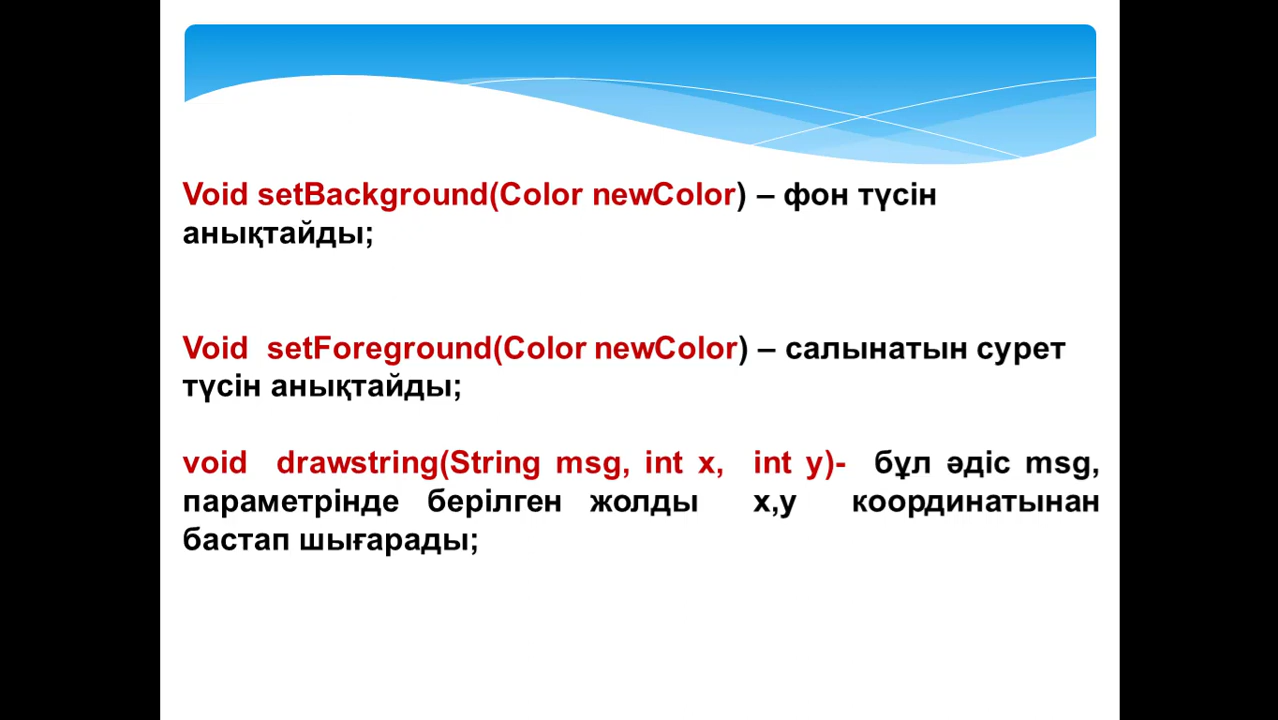 Void setBackground(Color newColor) – фон түсін
анықтайды;
Void setForeground(Color newColor) – салынатын сурет
түсін анықтайды;
void drawstring(String msg, int x, int y)- бұл әдіс msg,
параметрінде берілген жолды х,у координатынан
бастап шығарады;